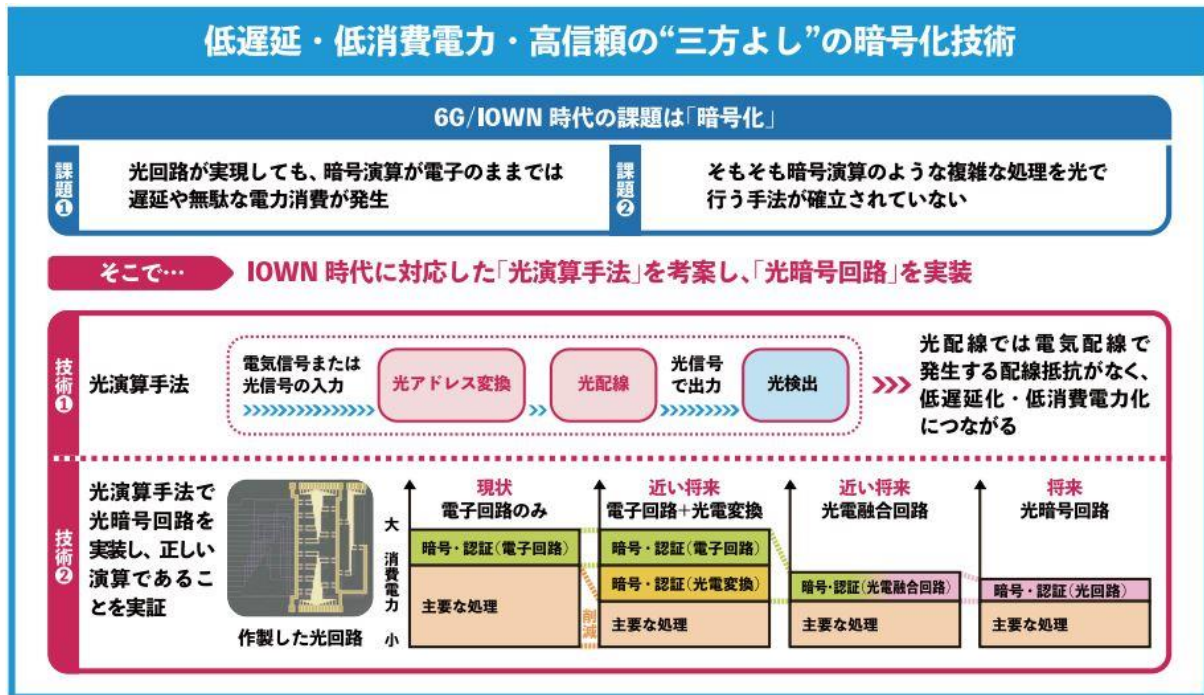 低遅延・低消費電力・高信頼の“三方よし”の暗号化技術
6G/IOWN 時代の課題は「暗号化」
課題❶
光回路が実現しても、暗号演算が電子のままでは
遅延や無駄な電力消費が発生
課題❷
そもそも暗号演算のような複雑な処理を光で
行う手法が確立されていない
そこで…
IOWN 時代に対応した「光演算手法」を考案し、「光暗号回路」を実装
技術❶
光演算手法
電気信号または
光信号の入力
光アドレス変換
光配線
光信号
で出力
光検出
光配線では電気配線で
発生する配線抵抗がなく、
低遅延化・低消費電力化
につながる
技術❷
光演算手法で
光暗号回路を
実装し、正しい
演算であるこ
とを実証
作製した光回路
大 消費電力 小
現状
電子回路のみ
暗号・認証(電子回路)
主要な処理
削減
近い将来
電子回路+光電変換
暗号・認証(電子回路)
暗号・認証(光電変換)
主要な処理
近い将来
光電融合回路
暗号・認証(光電融合回路)
主要な処理
将来
光暗号回路
暗号・認証(光回路)
主要な処理